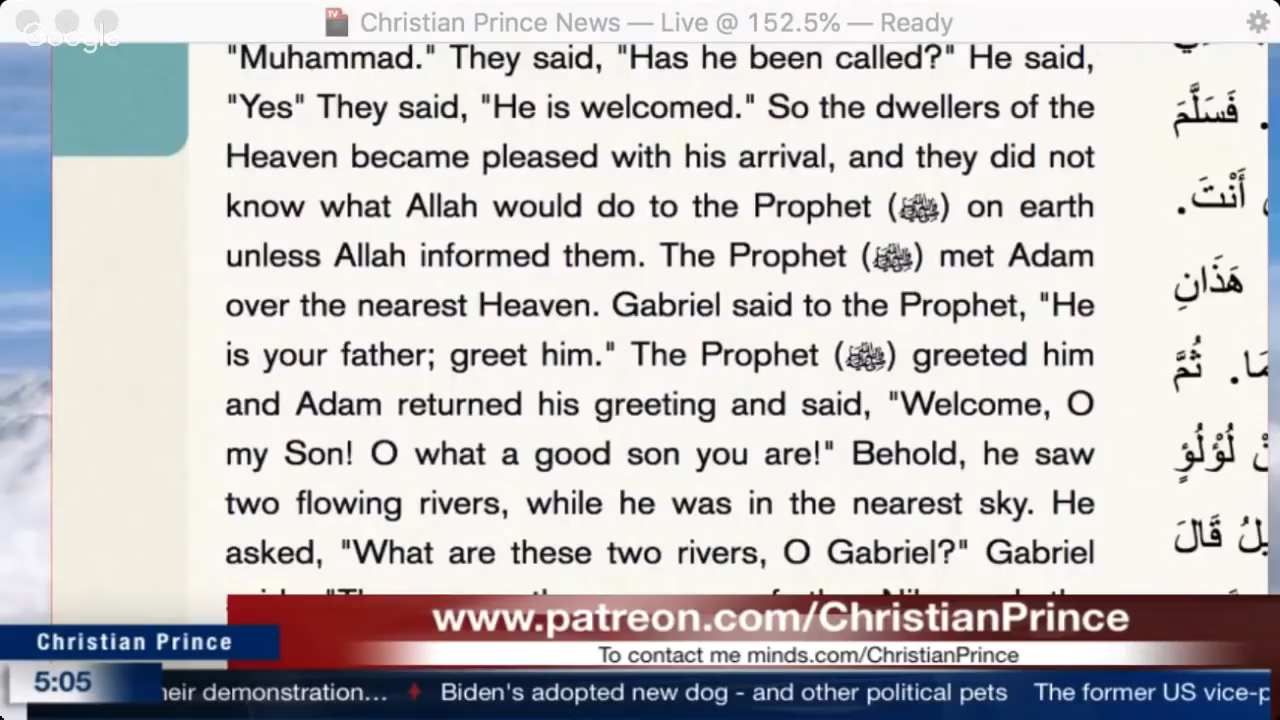 Christian Prince News — Live @ 152.5% — Ready
Google
"Muhammad." They said, "Has he been called?" He said,
"Yes" They said, "He is welcomed." So the dwellers of the
Heaven became pleased with his arrival, and they did not
know what Allah would do to the Prophet (ﷺ) on earth
unless Allah informed them. The Prophet (ﷺ) met Adam
over the nearest Heaven. Gabriel said to the Prophet, "He
is your father; greet him." The Prophet (ﷺ) greeted him
and Adam returned his greeting and said, "Welcome, O
my Son! O what a good son you are!" Behold, he saw
two flowing rivers, while he was in the nearest sky. He
asked, "What are these two rivers, O Gabriel?" Gabriel
. فَسَلَّمَ
أَنْتَ.
هَذَانِ
ثُمَّ
لُؤْلُؤٍ
قَالَ
www.patreon.com/ChristianPrince
To contact me minds.com/ChristianPrince
Christian Prince
5:05
demonstration... ♦ Biden's adopted new dog - and other political pets The former US